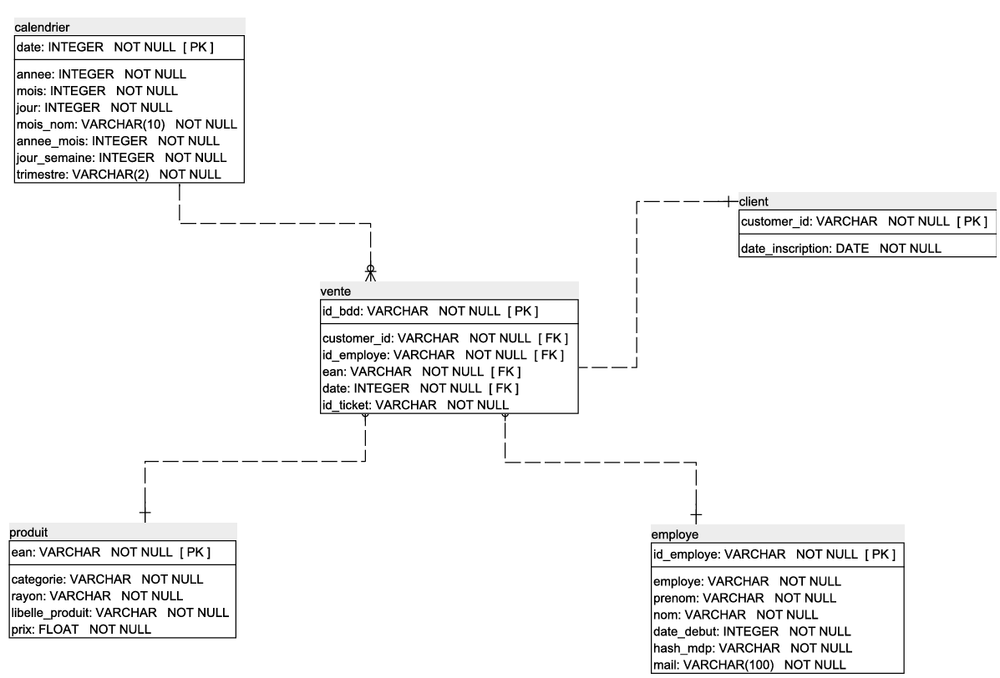 calendrier
date: INTEGER NOT NULL [ PK ]
annee: INTEGER NOT NULL
mois: INTEGER NOT NULL
jour: INTEGER NOT NULL
mois_nom: VARCHAR(10) NOT NULL
annee_mois: INTEGER NOT NULL
jour_semaine: INTEGER NOT NULL
trimestre: VARCHAR(2) NOT NULL
client
customer_id: VARCHAR NOT NULL [ PK ]
date_inscription: DATE NOT NULL
vente
id_bdd: VARCHAR NOT NULL [ PK ]
customer_id: VARCHAR NOT NULL [ FK ]
id_employe: VARCHAR NOT NULL [ FK ]
ean: VARCHAR NOT NULL [ FK ]
date: INTEGER NOT NULL [ FK ]
id_ticket: VARCHAR NOT NULL
produit
ean: VARCHAR NOT NULL [ PK ]
categorie: VARCHAR NOT NULL
rayon: VARCHAR NOT NULL
libelle_produit: VARCHAR NOT NULL
prix: FLOAT NOT NULL
employe
id_employe: VARCHAR NOT NULL [ PK ]
employe: VARCHAR NOT NULL
prenom: VARCHAR NOT NULL
nom: VARCHAR NOT NULL
date_debut: INTEGER NOT NULL
hash_mdp: VARCHAR NOT NULL
mail: VARCHAR(100) NOT NULL